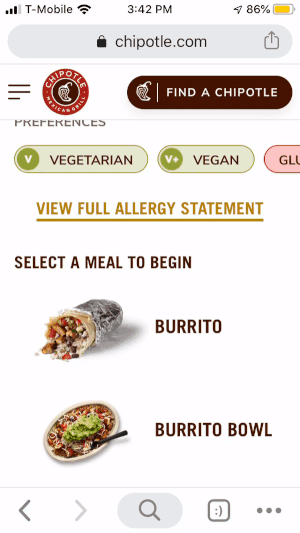 T-Mobile 3:42 PM 86%
chipotle.com
CHIPOTLE
MEXICAN GRILL
FIND A CHIPOTLE
PREFERENCES
V VEGETARIAN V+ VEGAN GLU
VIEW FULL ALLERGY STATEMENT
SELECT A MEAL TO BEGIN
BURRITO
BURRITO BOWL
:)